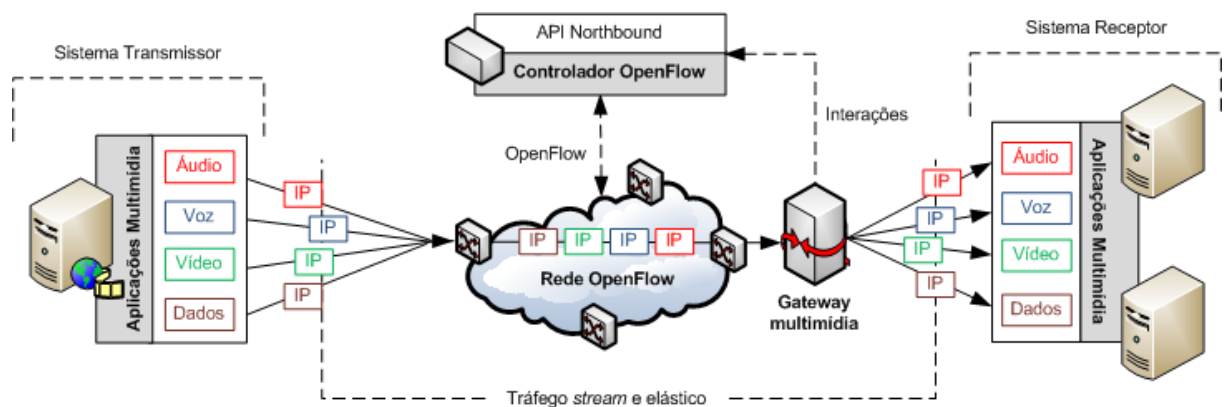 Sistema Transmissor
API Northbound
Controlador OpenFlow
Sistema Receptor
OpenFlow
Interações
Aplicações Multimídia
Áudio
Voz
Vídeo
Dados
IP
IP
IP
IP
IP
IP
IP
IP
Rede OpenFlow
Gateway
multimídia
IP
IP
IP
IP
Áudio
Voz
Vídeo
Dados
Aplicações Multimídia
Tráfego stream e elástico